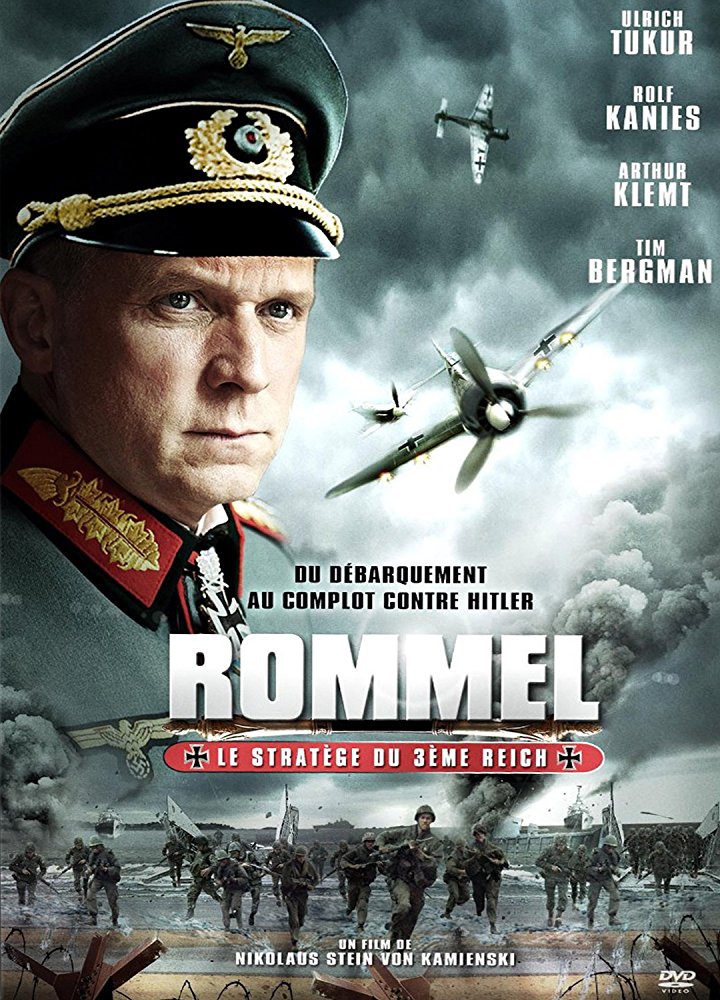 ULRICH
TUKUR
ROLF
KANIES
ARTHUR
KLEMT
TIM
BERGMAN
DU DÉBARQUEMENT
AU COMPLOT CONTRE HITLER
ROMMEL
LE STRATÈGE DU 3ÈME REICH
UN FILM DE
NIKOLAUS STEIN VON KAMIENSKI
DVD
VIDEO